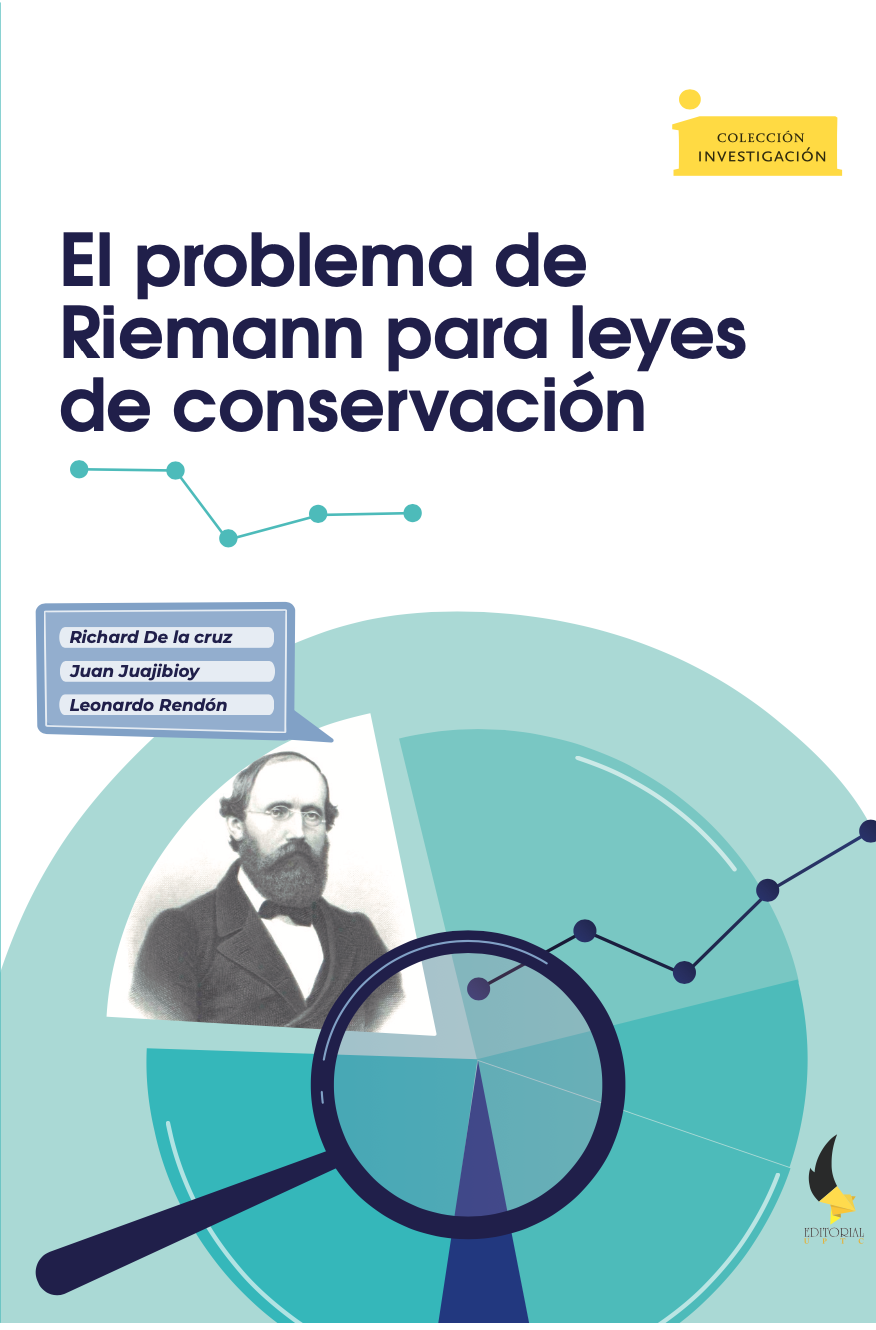 COLECCIÓN
INVESTIGACIÓN
El problema de
Riemann para leyes
de conservación
Richard De la cruz
Juan Juajibioy
Leonardo Rendón
EDITORIAL
UPTC